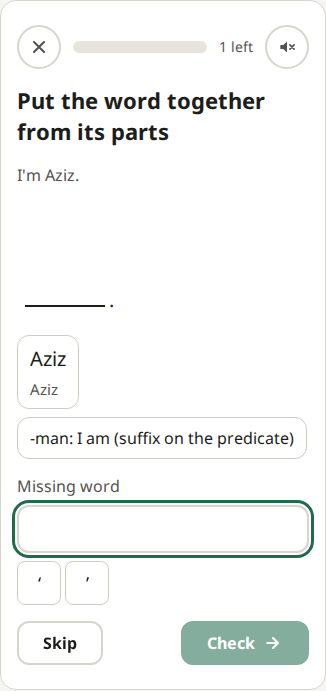 1 left
Put the word together
from its parts
I'm Aziz.
.
Aziz
Aziz
-man: I am (suffix on the predicate)
Missing word
‘ ’
Skip
Check →